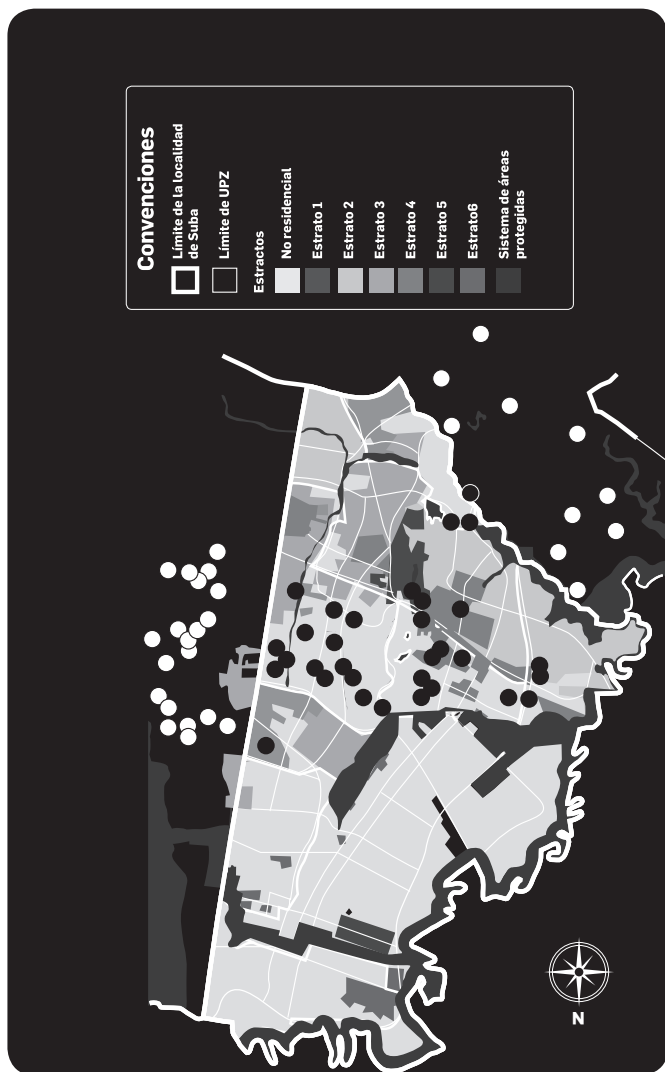 Convenciones
Límite de la localidad
de Suba
Límite de UPZ
Estractos
No residencial
Estrato 1
Estrato 2
Estrato 3
Estrato 4
Estrato 5
Estrato6
Sistema de áreas
protegidas
N